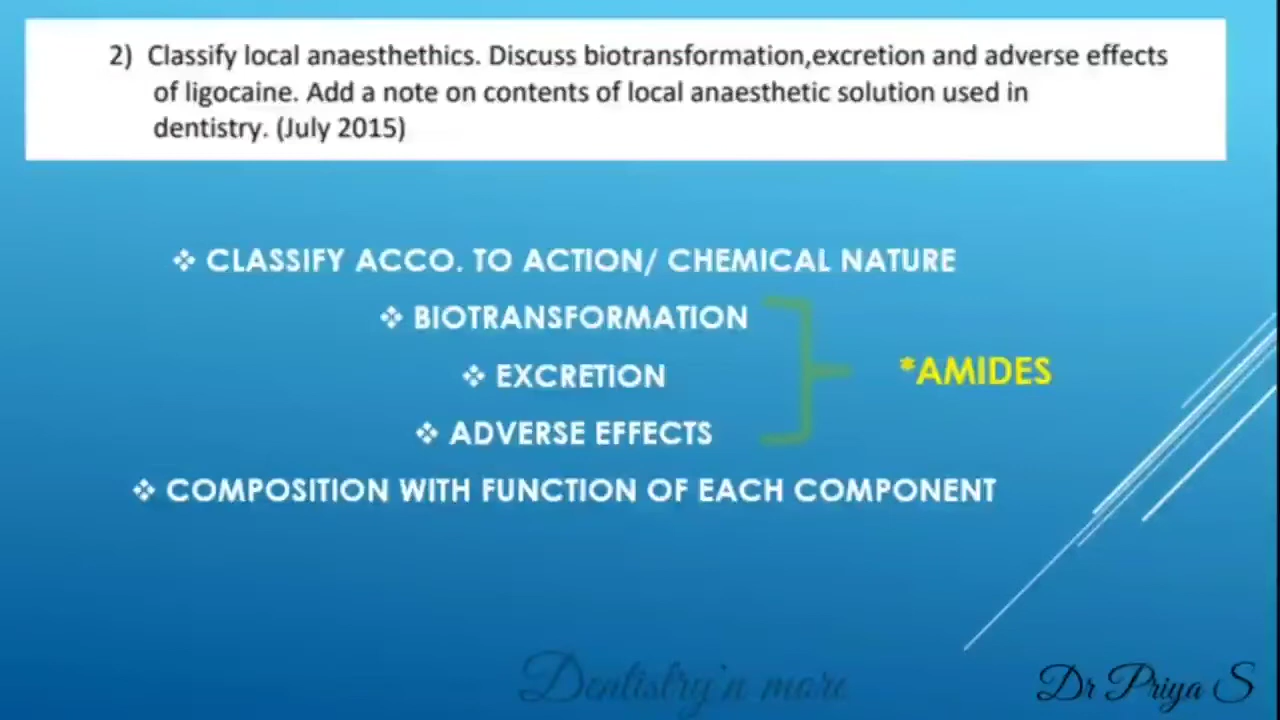 2) Classify local anaesthethics. Discuss biotransformation,excretion and adverse effects
of ligocaine. Add a note on contents of local anaesthetic solution used in
dentistry. (July 2015)
❖ CLASSIFY ACCO. TO ACTION/ CHEMICAL NATURE
❖ BIOTRANSFORMATION
❖ EXCRETION
*AMIDES
❖ ADVERSE EFFECTS
❖ COMPOSITION WITH FUNCTION OF EACH COMPONENT
Dentistry'n more
Dr Priya S